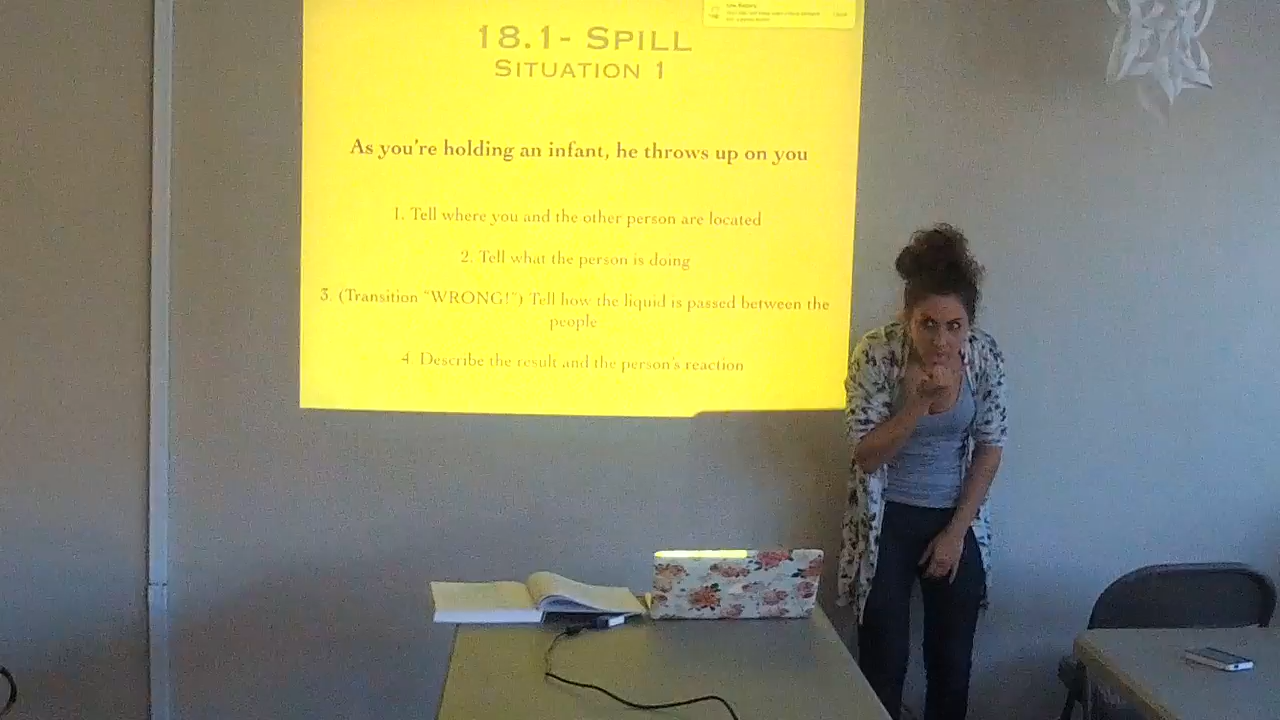 18.1- SPILL
SITUATION 1
As you're holding an infant, he throws up on you
1. Tell where you and the other person are located
2. Tell what the person is doing
3. (Transition "WRONG!") Tell how the liquid is passed between the
people
4. Describe the result and the person's reaction